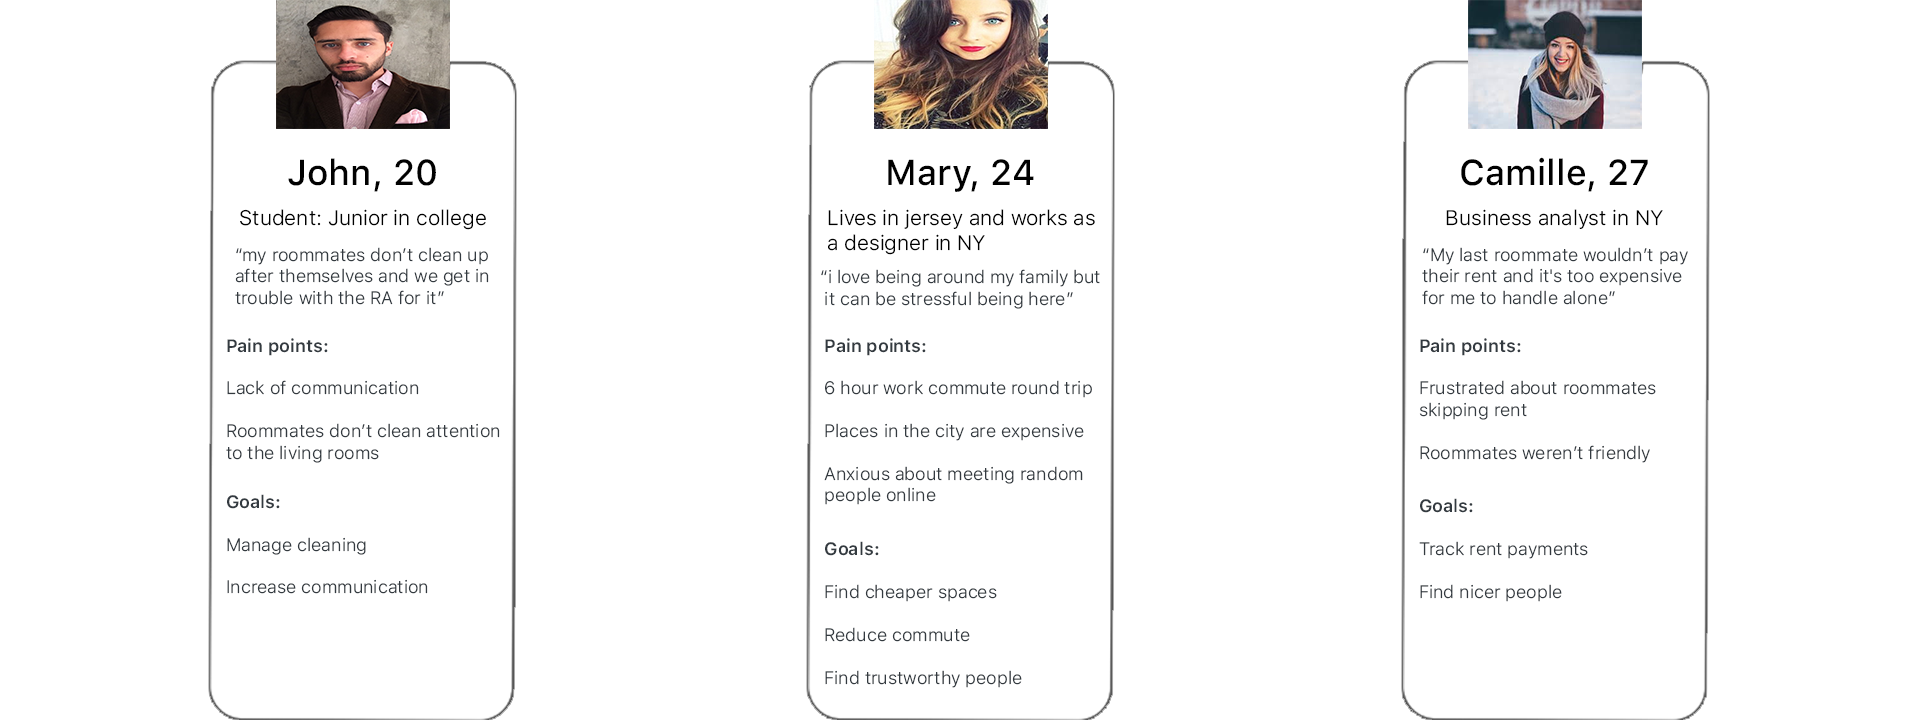 John, 20
Student: Junior in college
“my roommates don’t clean up
after themselves and we get in
trouble with the RA for it”
Pain points:
Lack of communication
Roommates don’t clean attention
to the living rooms
Goals:
Manage cleaning
Increase communication
Mary, 24
Lives in jersey and works as
a designer in NY
“i love being around my family but
it can be stressful being here”
Pain points:
6 hour work commute round trip
Places in the city are expensive
Anxious about meeting random
people online
Goals:
Find cheaper spaces
Reduce commute
Find trustworthy people
Camille, 27
Business analyst in NY
“My last roommate wouldn’t pay
their rent and it's too expensive
for me to handle alone”
Pain points:
Frustrated about roommates
skipping rent
Roommates weren’t friendly
Goals:
Track rent payments
Find nicer people